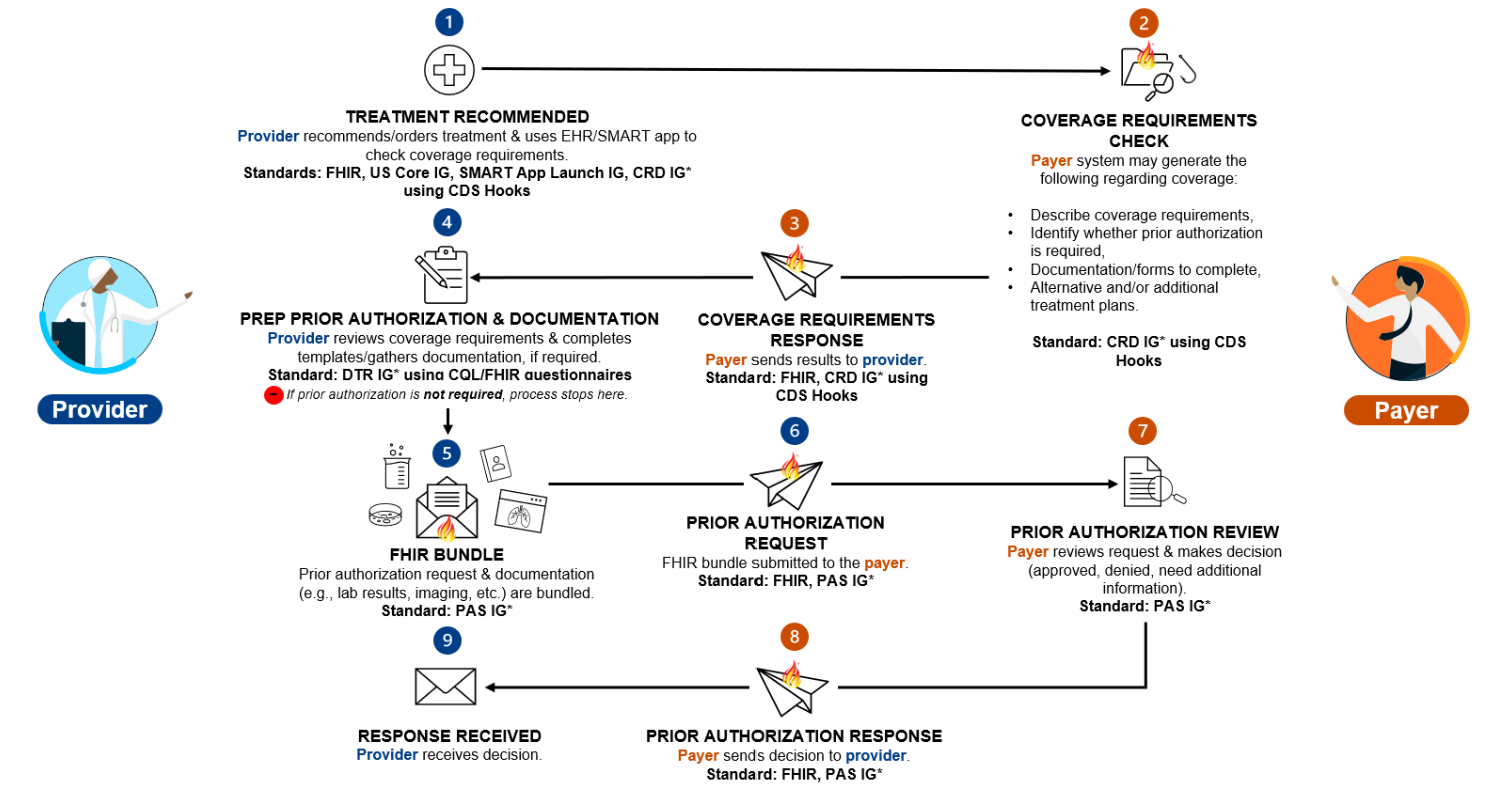 1
TREATMENT RECOMMENDED
Provider recommends/orders treatment & uses EHR/SMART app to
check coverage requirements.
Standards: FHIR, US Core IG, SMART App Launch IG, CRD IG*
using CDS Hooks
2
COVERAGE REQUIREMENTS
CHECK
Payer system may generate the
following regarding coverage:
• Describe coverage requirements,
• Identify whether prior authorization
is required,
• Documentation/forms to complete,
• Alternative and/or additional
treatment plans.
Standard: CRD IG* using CDS
Hooks
3
COVERAGE REQUIREMENTS
RESPONSE
Payer sends results to provider.
Standard: FHIR, CRD IG* using
CDS Hooks
4
PREP PRIOR AUTHORIZATION & DOCUMENTATION
Provider reviews coverage requirements & completes
templates/gathers documentation, if required.
Standard: DTR IG* using CQL/FHIR questionnaires
If prior authorization is not required, process stops here.
Provider
Payer
5
FHIR BUNDLE
Prior authorization request & documentation
(e.g., lab results, imaging, etc.) are bundled.
Standard: PAS IG*
6
PRIOR AUTHORIZATION
REQUEST
FHIR bundle submitted to the payer.
Standard: FHIR, PAS IG*
7
PRIOR AUTHORIZATION REVIEW
Payer reviews request & makes decision
(approved, denied, need additional
information).
Standard: PAS IG*
8
PRIOR AUTHORIZATION RESPONSE
Payer sends decision to provider.
Standard: FHIR, PAS IG*
9
RESPONSE RECEIVED
Provider receives decision.